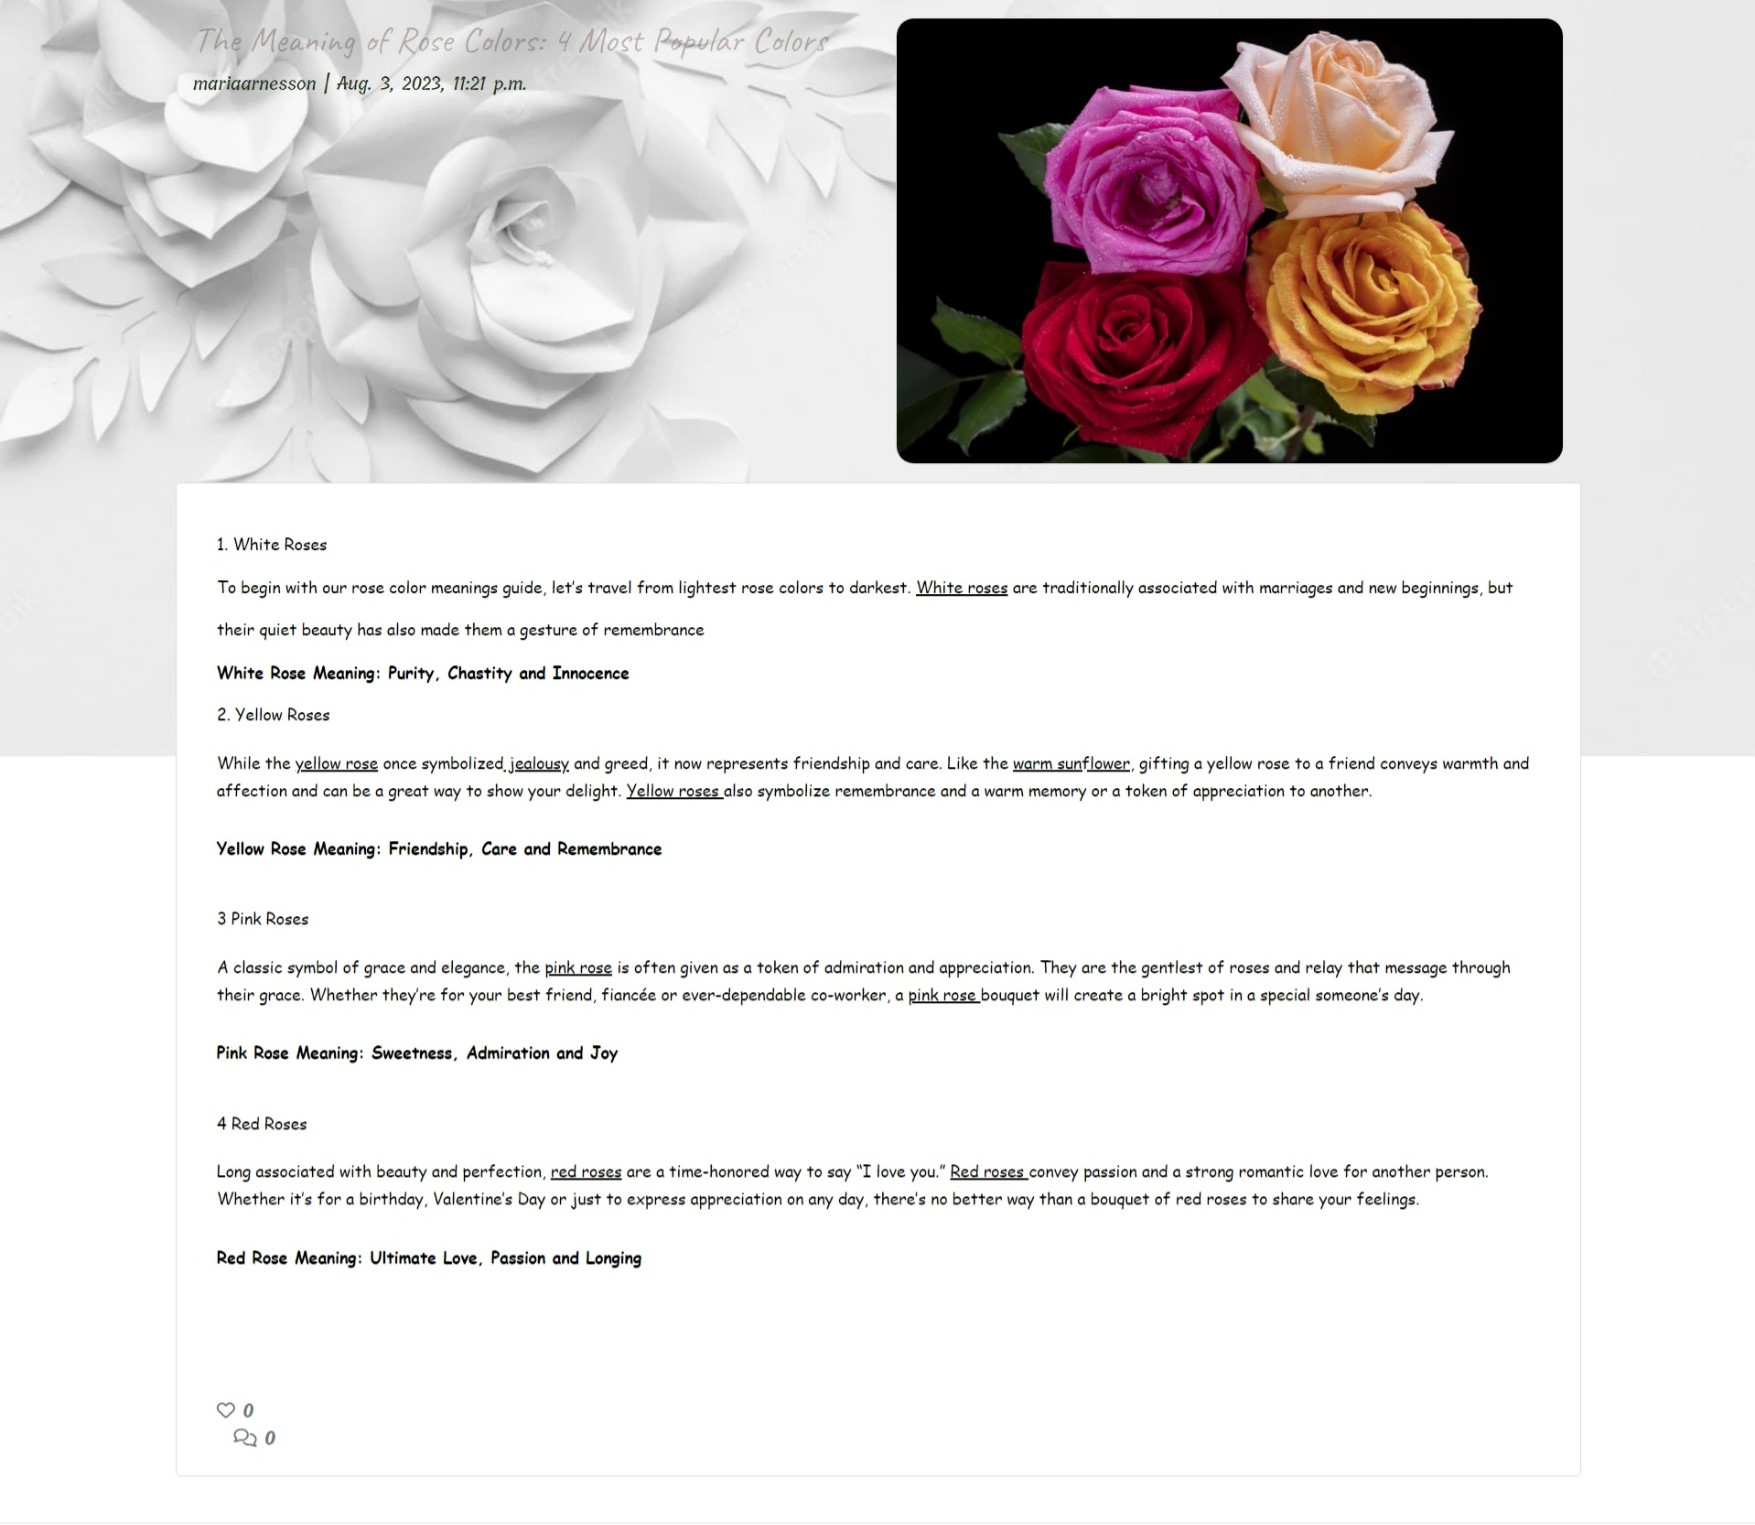 The Meaning of Rose Colors: 4 Most Popular Colors
mariaarnesson | Aug. 3, 2023, 11:21 p.m.
1. White Roses
To begin with our rose color meanings guide, let's travel from lightest rose colors to darkest. White roses are traditionally associated with marriages and new beginnings, but
their quiet beauty has also made them a gesture of remembrance
White Rose Meaning: Purity, Chastity and Innocence
2. Yellow Roses
While the yellow rose once symbolized jealousy and greed, it now represents friendship and care. Like the warm sunflower, gifting a yellow rose to a friend conveys warmth and
affection and can be a great way to show your delight. Yellow roses also symbolize remembrance and a warm memory or a token of appreciation to another.
Yellow Rose Meaning: Friendship, Care and Remembrance
3 Pink Roses
A classic symbol of grace and elegance, the pink rose is often given as a token of admiration and appreciation. They are the gentlest of roses and relay that message through
their grace. Whether they're for your best friend, fiancée or ever-dependable co-worker, a pink rose bouquet will create a bright spot in a special someone's day.
Pink Rose Meaning: Sweetness, Admiration and Joy
4 Red Roses
Long associated with beauty and perfection, red roses are a time-honored way to say “I love you.” Red roses convey passion and a strong romantic love for another person.
Whether it's for a birthday, Valentine's Day or just to express appreciation on any day, there's no better way than a bouquet of red roses to share your feelings.
Red Rose Meaning: Ultimate Love, Passion and Longing
0
0